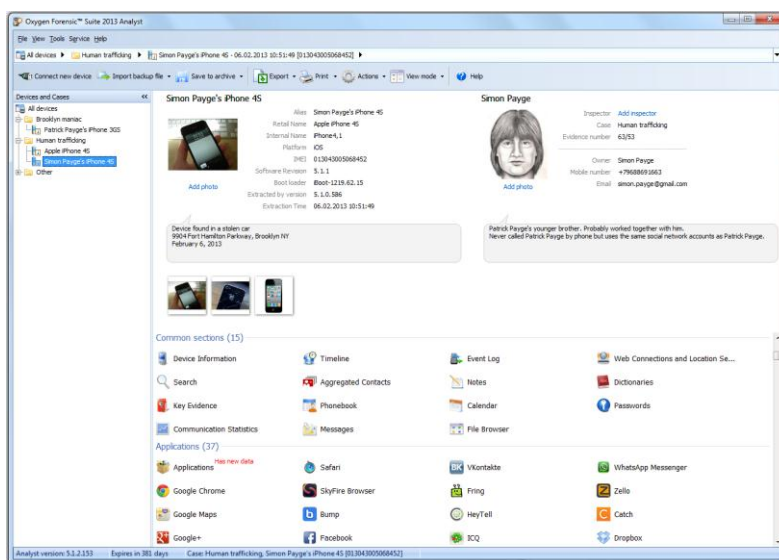 Oxygen Forensic™ Suite 2013 Analyst
File View Tools Service Help
All devices Human trafficking Simon Payge's iPhone 4S - 06.02.2013 10:51:49 [013043005068452]
Connect new device Import backup file Save to archive Export Print Actions View mode Help
Devices and Cases
All devices
Brooklyn maniac
Patrick Payge's iPhone 3GS
Human trafficking
Apple iPhone 4S
Simon Payge's iPhone 4S
Other
Simon Payge's iPhone 4S
Add photo
Alias Simon Payge's iPhone 4S
Retail Name Apple iPhone 4S
Internal Name iPhone4,1
Platform iOS
IMEI 013043005068452
Software Revision 5.1.1
Boot loader iBoot-1219.62.15
Extracted by version 5.1.0.586
Extraction Time 06.02.2013 10:51:49
Device found in a stolen car
9904 Fort Hamilton Parkway, Brooklyn NY
February 6, 2013
Simon Payge
Add photo
Inspector Add inspector
Case Human trafficking
Evidence number 63/53
Owner Simon Payge
Mobile number +79688691663
Email simon.payge@gmail.com
Patrick Payge's younger brother. Probably worked together with him.
Never called Patrick Payge by phone but uses the same social network accounts as Patrick Payge.
Common sections (15)
Device Information Timeline Event Log Web Connections and Location Se...
Search Aggregated Contacts Notes Dictionaries
Key Evidence Phonebook Calendar Passwords
Communication Statistics Messages File Browser
Applications (37)
Applications Has new data Safari VKontakte WhatsApp Messenger
Google Chrome SkyFire Browser Fring Zello
Google Maps Bump HeyTell Catch
Google+ Facebook ICQ Dropbox
Analyst version: 5.1.2.153 Expires in 381 days Case: Human trafficking, Simon Payge's iPhone 4S [013043005068452]